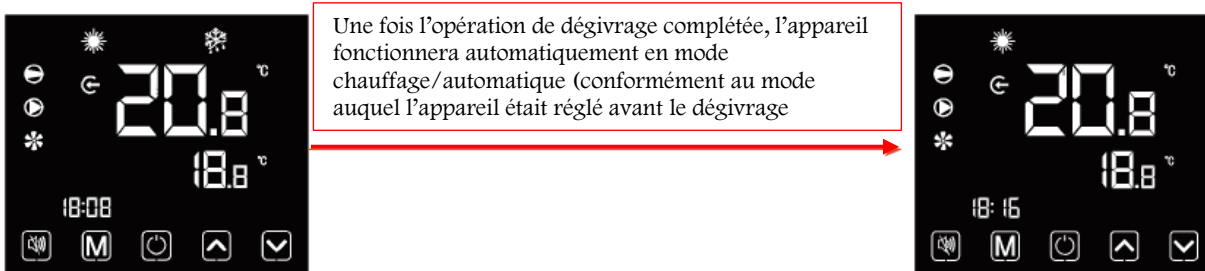 20.8 °C
18.8 °C
18:08
M
Une fois l'opération de dégivrage complétée, l'appareil
fonctionnera automatiquement en mode
chauffage/automatique (conformément au mode
auquel l'appareil était réglé avant le dégivrage
20.8 °C
18.8 °C
18:16
M